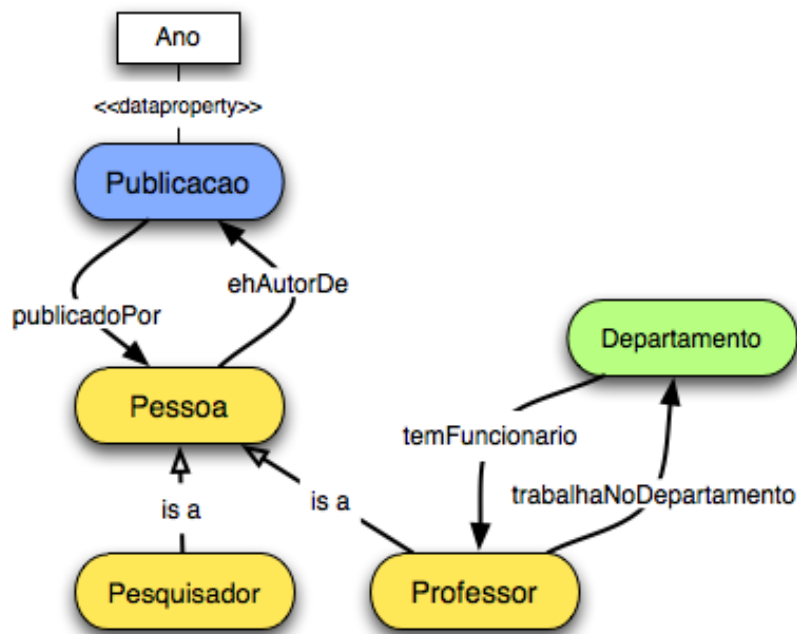 Ano
<<dataproperty>>
Publicacao
ehAutorDe
publicadoPor
Departamento
Pessoa
temFuncionario
trabalhaNoDepartamento
is a
is a
Pesquisador
Professor